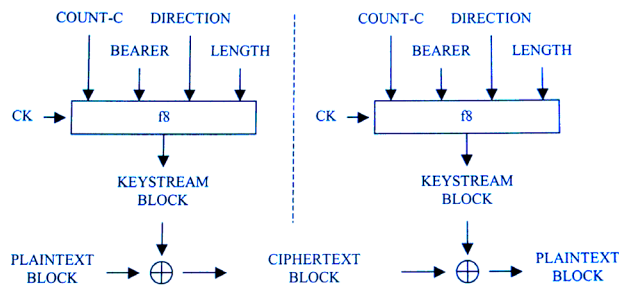 COUNT-C DIRECTION COUNT-C DIRECTION
BEARER LENGTH BEARER LENGTH
CK f8 CK f8
KEYSTREAM KEYSTREAM
BLOCK BLOCK
PLAINTEXT CIPHERTEXT PLAINTEXT
BLOCK BLOCK BLOCK